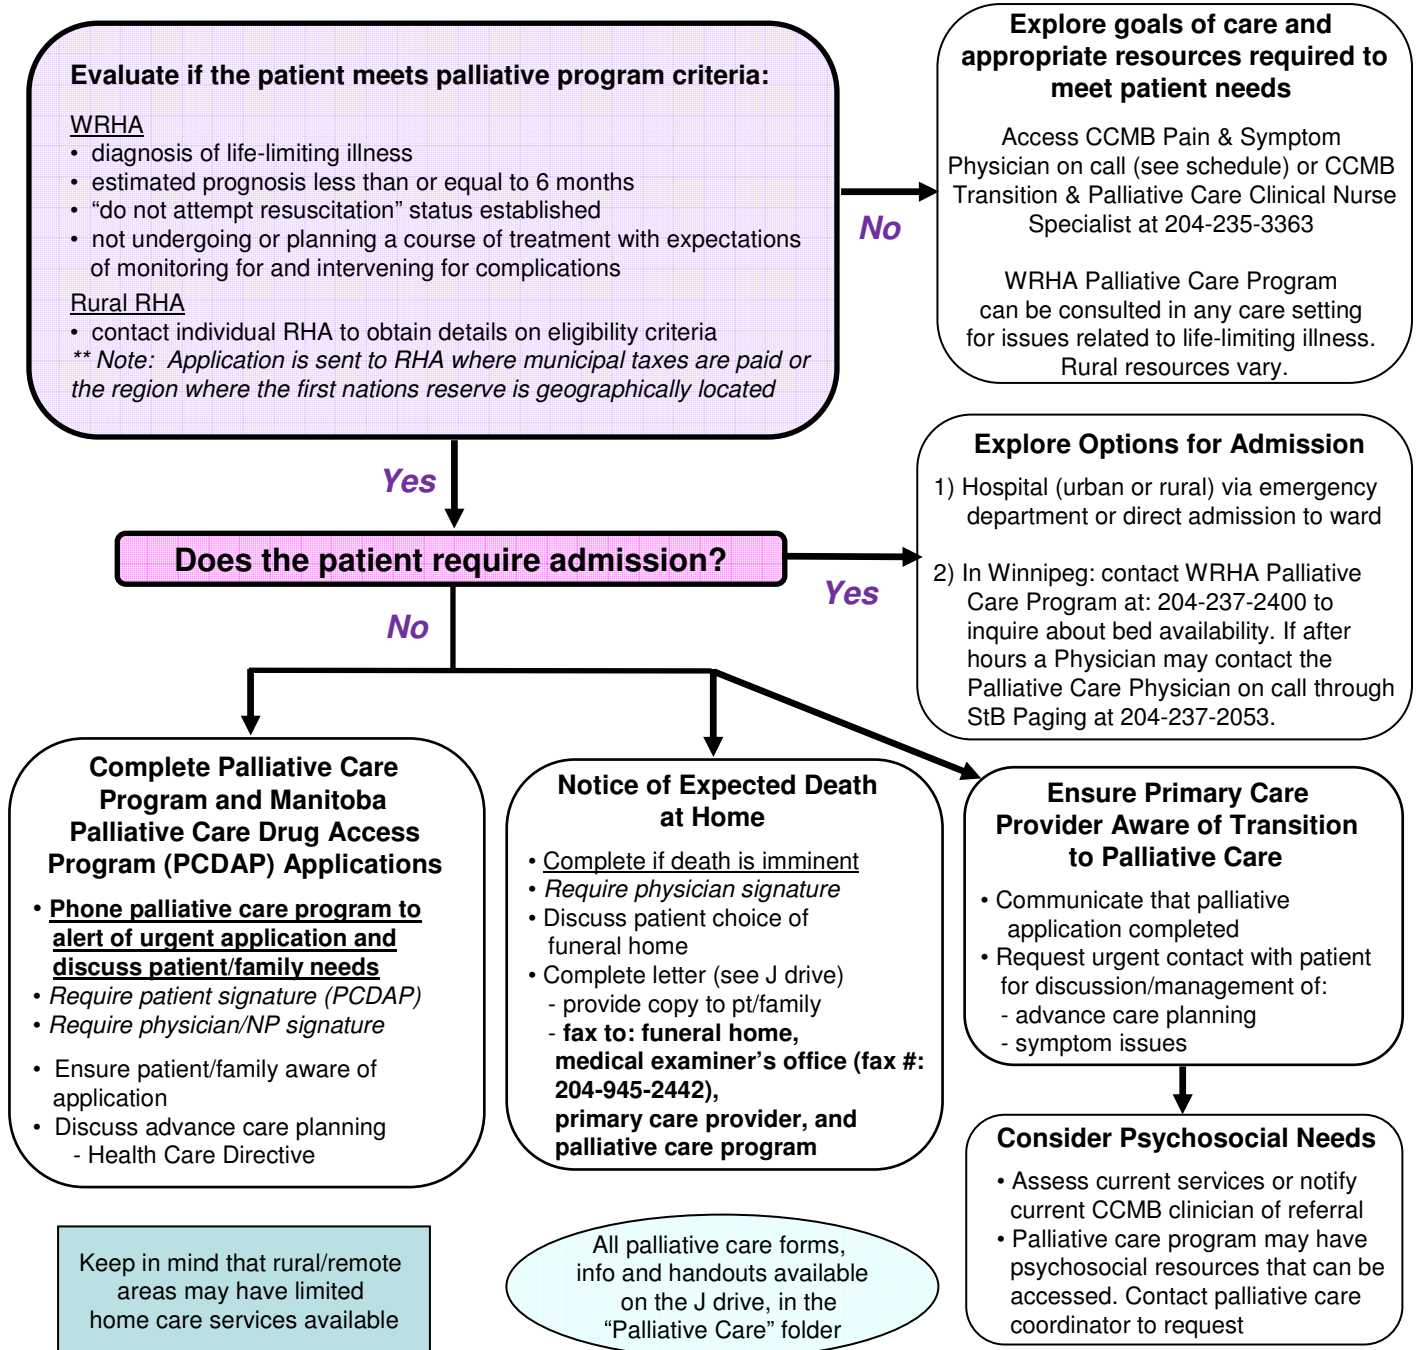 Evaluate if the patient meets palliative program criteria:
WRHA
• diagnosis of life-limiting illness
• estimated prognosis less than or equal to 6 months
• “do not attempt resuscitation” status established
• not undergoing or planning a course of treatment with expectations
of monitoring for and intervening for complications
Rural RHA
• contact individual RHA to obtain details on eligibility criteria
** Note: Application is sent to RHA where municipal taxes are paid or
the region where the first nations reserve is geographically located
No
Explore goals of care and
appropriate resources required to
meet patient needs
Access CCMB Pain & Symptom
Physician on call (see schedule) or CCMB
Transition & Palliative Care Clinical Nurse
Specialist at 204-235-3363
WRHA Palliative Care Program
can be consulted in any care setting
for issues related to life-limiting illness.
Rural resources vary.
Yes
Does the patient require admission?
Yes
Explore Options for Admission
1) Hospital (urban or rural) via emergency
department or direct admission to ward
2) In Winnipeg: contact WRHA Palliative
Care Program at: 204-237-2400 to
inquire about bed availability. If after
hours a Physician may contact the
Palliative Care Physician on call through
StB Paging at 204-237-2053.
No
Complete Palliative Care
Program and Manitoba
Palliative Care Drug Access
Program (PCDAP) Applications
• Phone palliative care program to
alert of urgent application and
discuss patient/family needs
• Require patient signature (PCDAP)
• Require physician/NP signature
• Ensure patient/family aware of
application
• Discuss advance care planning
- Health Care Directive
Notice of Expected Death
at Home
• Complete if death is imminent
• Require physician signature
• Discuss patient choice of
funeral home
• Complete letter (see J drive)
- provide copy to pt/family
- fax to: funeral home,
medical examiner’s office (fax #:
204-945-2442),
primary care provider, and
palliative care program
Ensure Primary Care
Provider Aware of Transition
to Palliative Care
• Communicate that palliative
application completed
• Request urgent contact with patient
for discussion/management of:
- advance care planning
- symptom issues
Consider Psychosocial Needs
• Assess current services or notify
current CCMB clinician of referral
• Palliative care program may have
psychosocial resources that can be
accessed. Contact palliative care
coordinator to request
Keep in mind that rural/remote
areas may have limited
home care services available
All palliative care forms,
info and handouts available
on the J drive, in the
“Palliative Care” folder